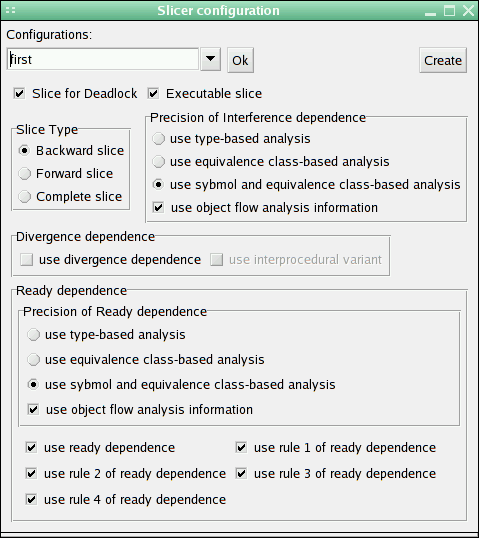 Slicer configuration
Configurations:
first
Ok
Create
Slice for Deadlock
Executable slice
Slice Type
Backward slice
Forward slice
Complete slice
Precision of Interference dependence
use type-based analysis
use equivalence class-based analysis
use sybmol and equivalence class-based analysis
use object flow analysis information
Divergence dependence
use divergence dependence
use interprocedural variant
Ready dependence
Precision of Ready dependence
use type-based analysis
use equivalence class-based analysis
use sybmol and equivalence class-based analysis
use object flow analysis information
use ready dependence
use rule 1 of ready dependence
use rule 2 of ready dependence
use rule 3 of ready dependence
use rule 4 of ready dependence